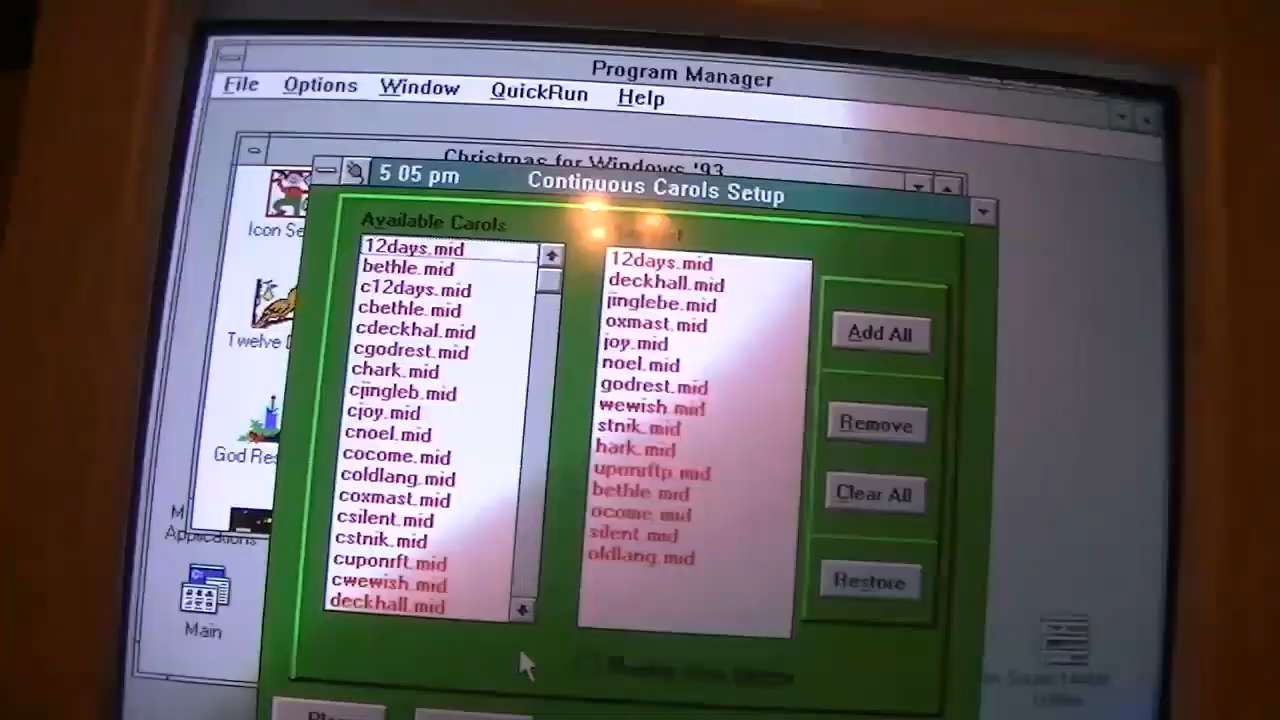 Program Manager
File Options Window QuickRun Help
Christmas for Windows '93
5 05 pm Continuous Carols Setup
Icon Se
Twelve
God Res
Applications
Main
Available Carols
12days.mid
bethle.mid
c12days.mid
cbethle.mid
cdeckhal.mid
cgodrest.mid
chark.mid
cjingleb.mid
cjoy.mid
cnoel.mid
cocome.mid
coldlang.mid
coxmast.mid
csilent.mid
cstnik.mid
cuponrft.mid
cwewish.mid
deckhall.mid
12days.mid
deckhall.mid
jinglebe.mid
oxmast.mid
joy.mid
noel.mid
godrest.mid
wewish.mid
stnik.mid
hark.mid
uponrftp.mid
bethle.mid
ocome.mid
silent.mid
oldlang.mid
Add All
Remove
Clear All
Restore